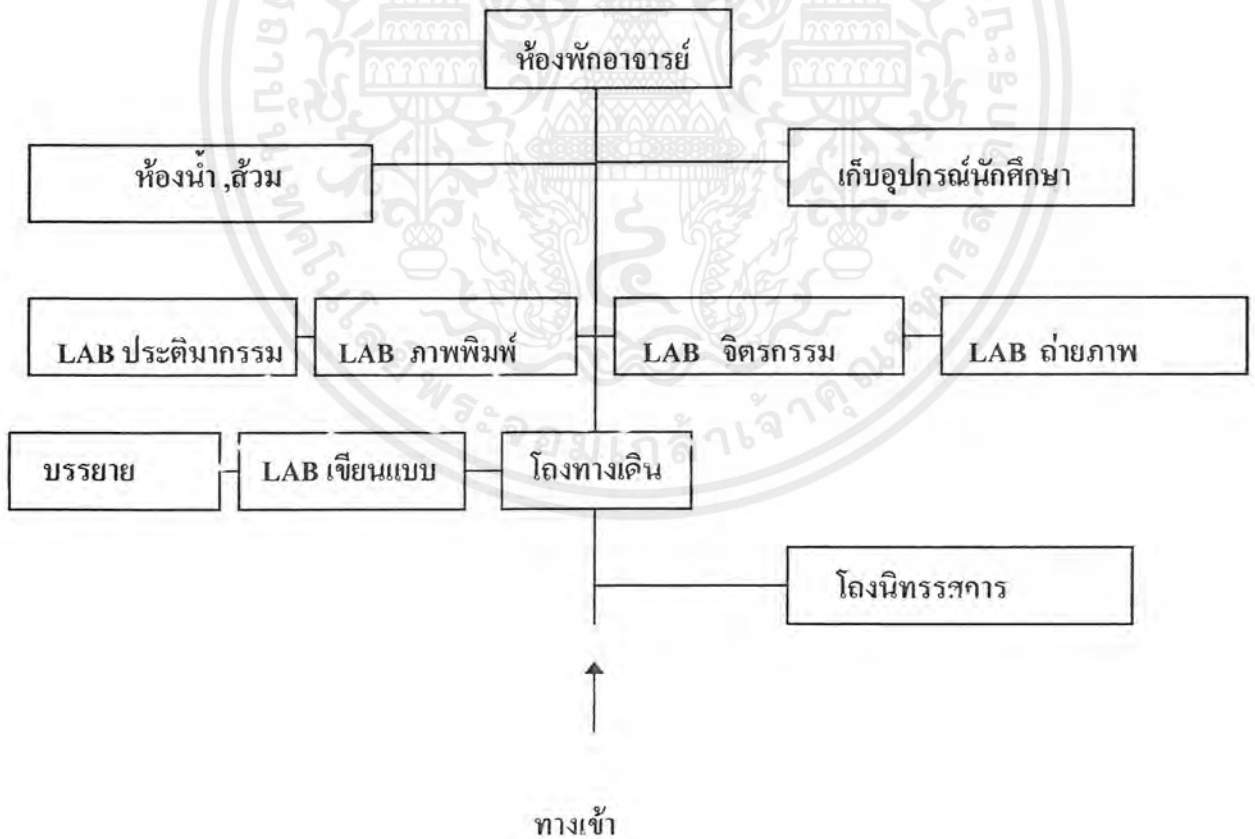 ห้องพักอาจารย์
ห้องน้ำ ,ส้วม
เก็บอุปกรณ์นักศึกษา
LAB ประติมากรรม
LAB ภาพพิมพ์
LAB จิตรกรรม
LAB ถ่ายภาพ
บรรยาย
LAB เขียนแบบ
โถงทางเดิน
โถงนิทรรศการ
ทางเข้า